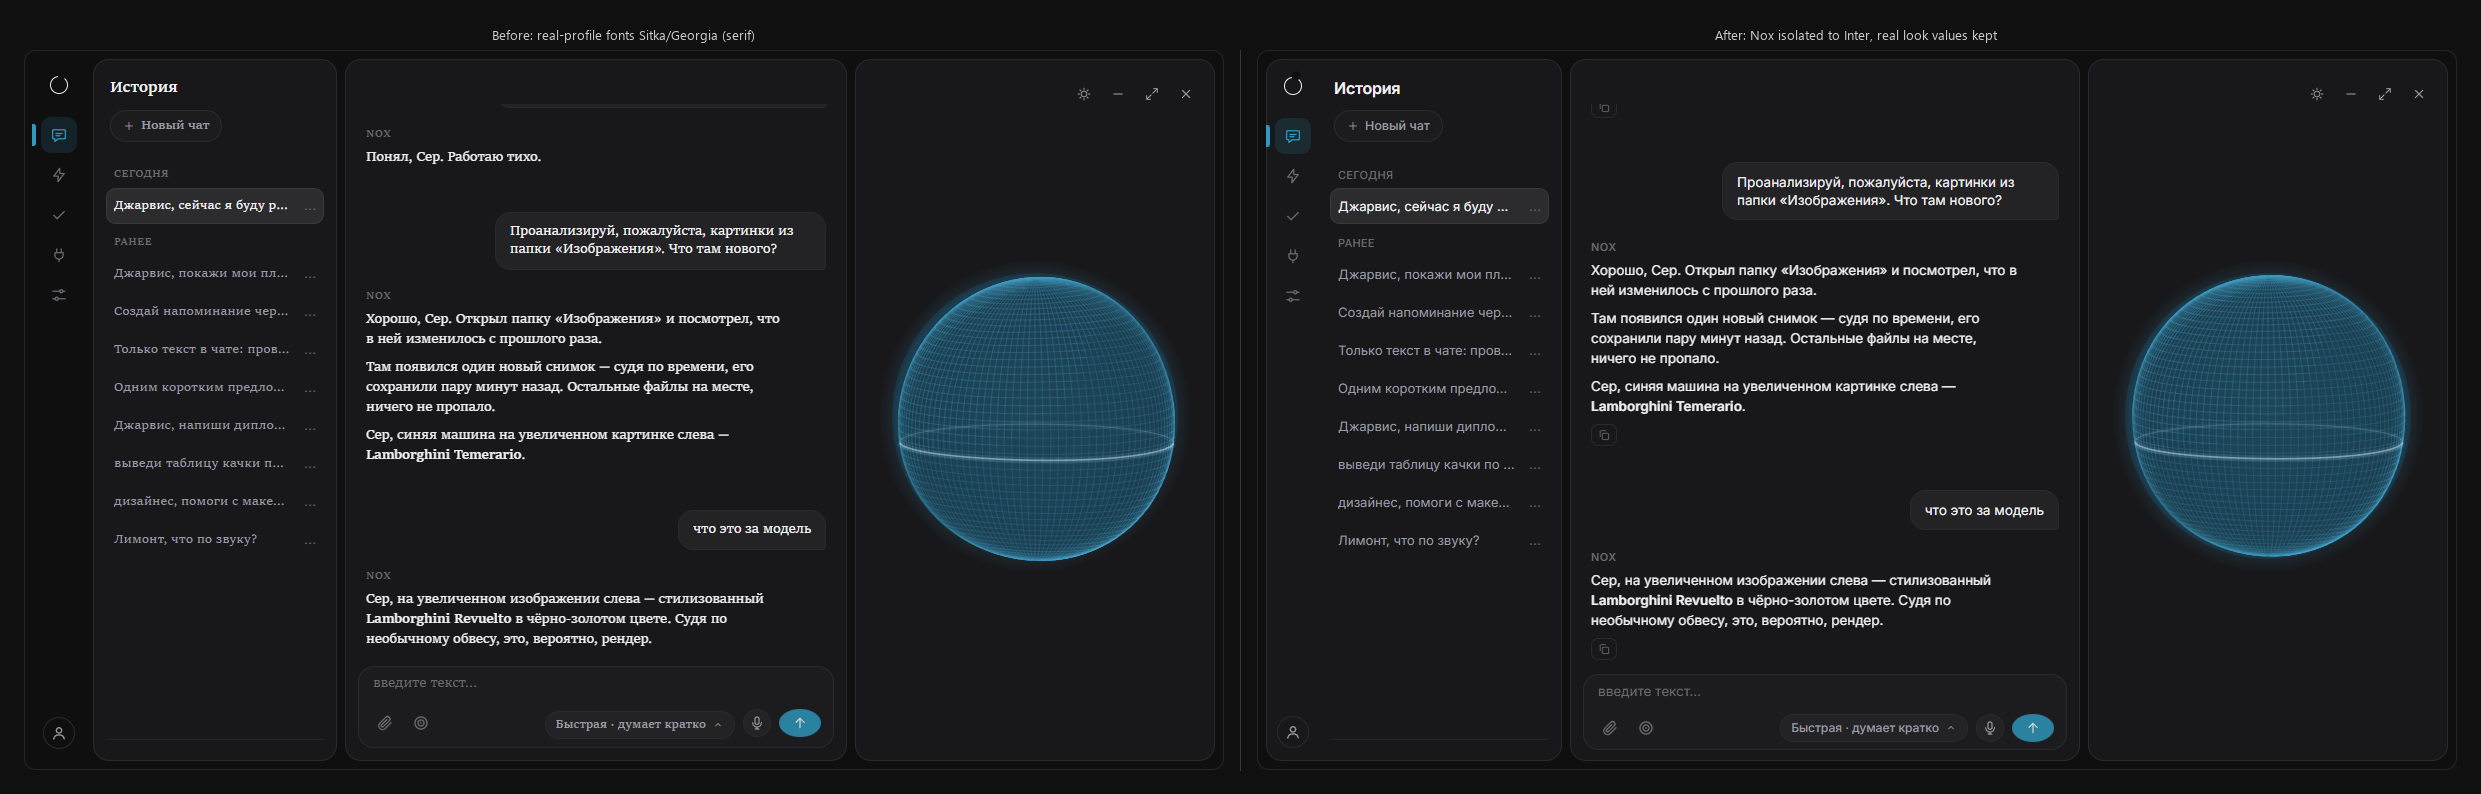 Before: real-profile fonts Sitka/Georgia (serif)
История
+ Новый чат
СЕГОДНЯ
Джарвис, сейчас я буду р... ...
РАНЕЕ
Джарвис, покажи мои пл... ...
Создай напоминание чер... ...
Только текст в чате: пров... ...
Одним коротким предло... ...
Джарвис, напиши дипло... ...
выведи таблицу качки п... ...
дизайнес, помоги с маке... ...
Лимонт, что по звуку? ...
NOX
Понял, Сер. Работаю тихо.
Проанализируй, пожалуйста, картинки из
папки «Изображения». Что там нового?
NOX
Хорошо, Сер. Открыл папку «Изображения» и посмотрел, что
в ней изменилось с прошлого раза.
Там появился один новый снимок — судя по времени, его
сохранили пару минут назад. Остальные файлы на месте,
ничего не пропало.
Сер, синяя машина на увеличенном картинке слева —
Lamborghini Temerario.
что это за модель
NOX
Сер, на увеличенном изображении слева — стилизованный
Lamborghini Revuelto в чёрно-золотом цвете. Судя по
необычному обвесу, это, вероятно, рендер.
введите текст...
Быстрая · думает кратко
After: Nox isolated to Inter, real look values kept
История
+ Новый чат
СЕГОДНЯ
Джарвис, сейчас я буду ... ...
РАНЕЕ
Джарвис, покажи мои пл... ...
Создай напоминание чер... ...
Только текст в чате: пров... ...
Одним коротким предло... ...
Джарвис, напиши дипло... ...
выведи таблицу качки по ... ...
дизайнес, помоги с маке... ...
Лимонт, что по звуку? ...
Проанализируй, пожалуйста, картинки из
папки «Изображения». Что там нового?
NOX
Хорошо, Сер. Открыл папку «Изображения» и посмотрел, что в
ней изменилось с прошлого раза.
Там появился один новый снимок — судя по времени, его
сохранили пару минут назад. Остальные файлы на месте,
ничего не пропало.
Сер, синяя машина на увеличенном картинке слева —
Lamborghini Temerario.
что это за модель
NOX
Сер, на увеличенном изображении слева — стилизованный
Lamborghini Revuelto в чёрно-золотом цвете. Судя по
необычному обвесу, это, вероятно, рендер.
введите текст...
Быстрая · думает кратко